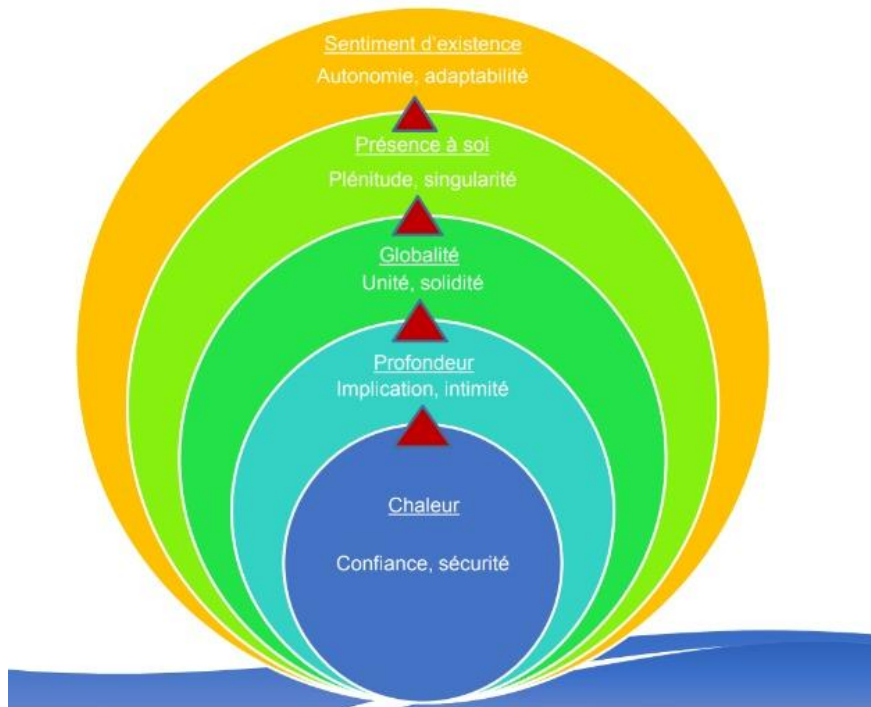 Sentiment d'existence
Autonomie, adaptabilité
Présence à soi
Plénitude, singularité
Globalité
Unité, solidité
Profondeur
Implication, intimité
Chaleur
Confiance, sécurité